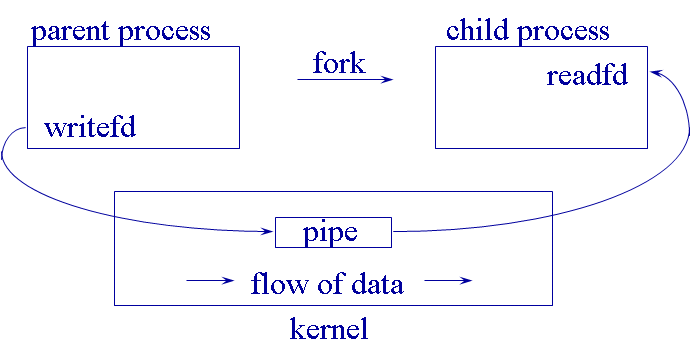 parent process
child process
fork
readfd
writefd
pipe
flow of data
kernel